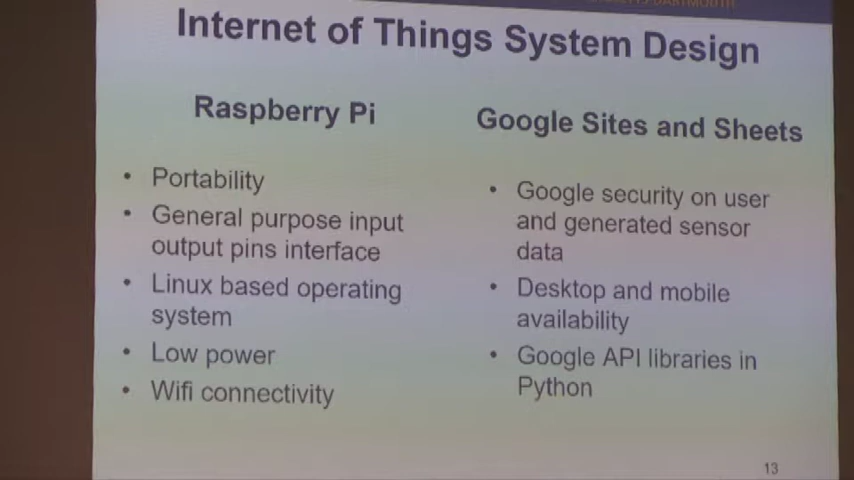 DARTMOUTH
Internet of Things System Design
Raspberry Pi
• Portability
• General purpose input
output pins interface
• Linux based operating
system
• Low power
• Wifi connectivity
Google Sites and Sheets
• Google security on user
and generated sensor
data
• Desktop and mobile
availability
• Google API libraries in
Python
13